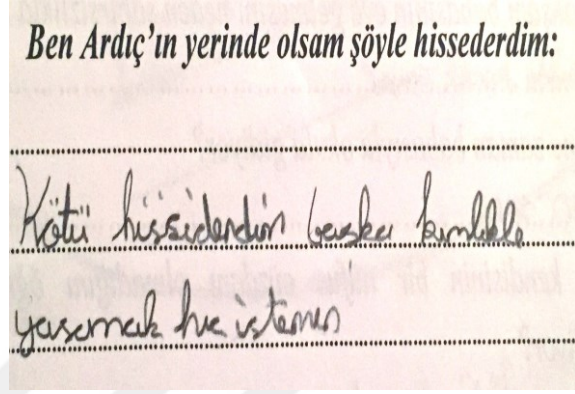 Ben Ardıç'ın yerinde olsam şöyle hissederdim:
Kötü hissederdim başka kimlikle
yaşamak hiç istemem